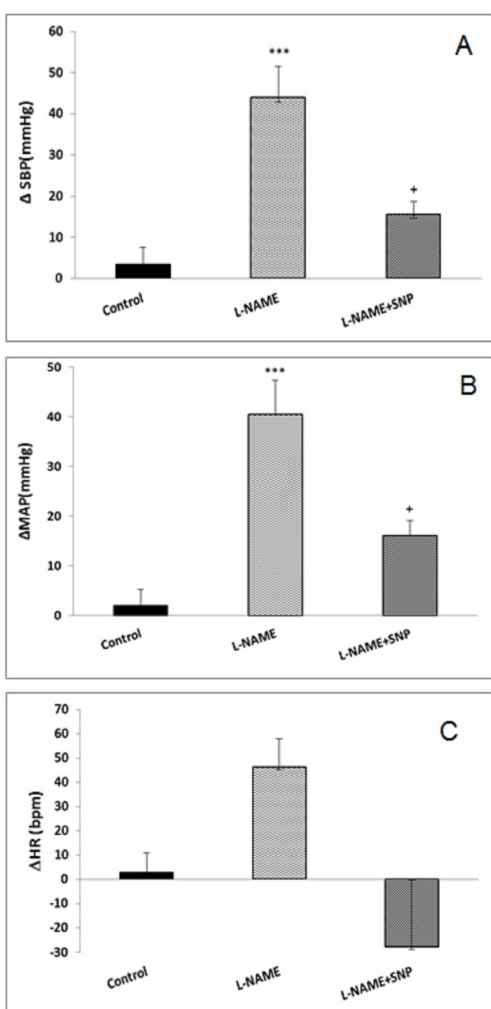 A
60
50
40
30
20
10
0
Δ SBP(mmHg)
***
+
Control
L-NAME
L-NAME+SNP
B
50
40
30
20
10
0
ΔMAP(mmHg)
***
+
Control
L-NAME
L-NAME+SNP
C
70
60
50
40
30
20
10
0
-10
-20
-30
ΔHR (bpm)
Control
L-NAME
L-NAME+SNP